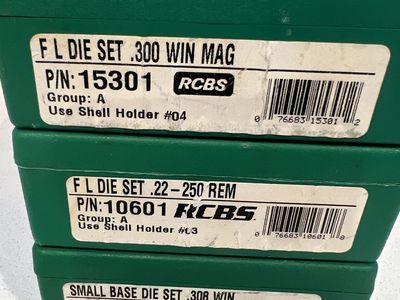 F L DIE SET .300 WIN MAG
P/N:15301 RCBS
Group: A
Use Shell Holder #04
0 76683 15301 2
F L DIE SET .22-250 REM
P/N:10601 RCBS.
Group: A
Use Shell Holder #03
0 76683 10601 8
SMALL BASE DIE SET .308 WIN